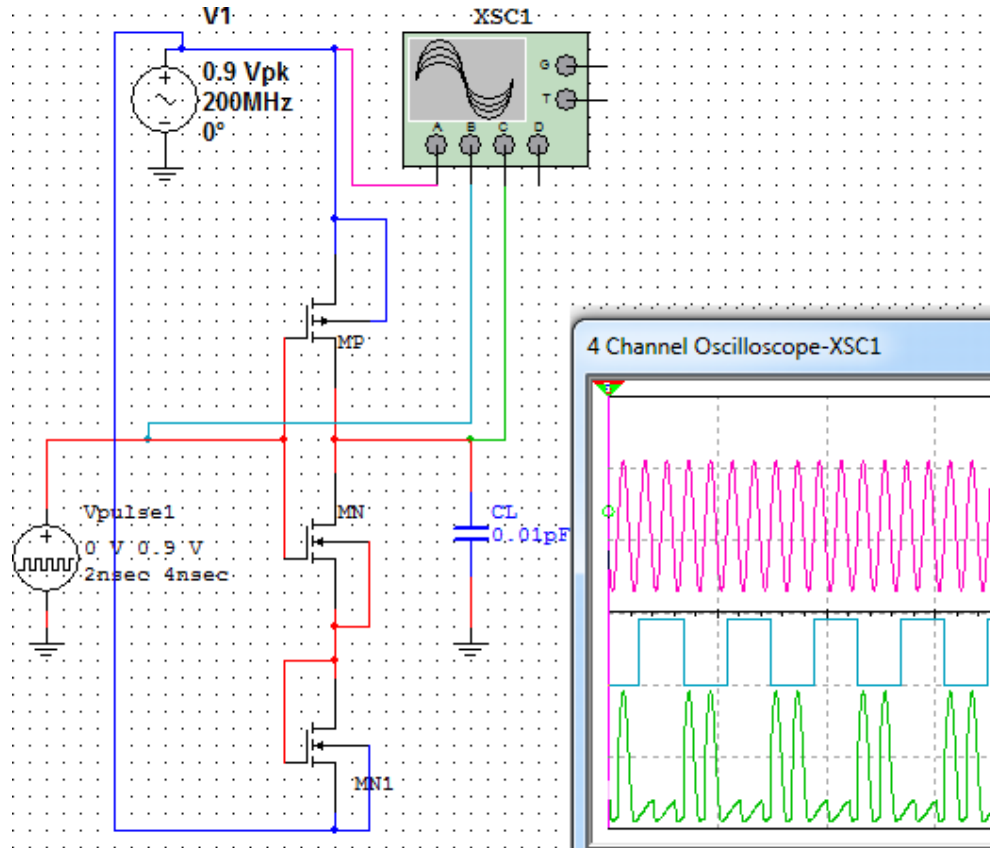 V1
XSC1
0.9 Vpk
200MHz
0°
G
T
A B C D
MP
4 Channel Oscilloscope-XSC1
Vpulse1
0 V 0.9 V
2nsec 4nsec
MN
CL
0.01pF
MN1